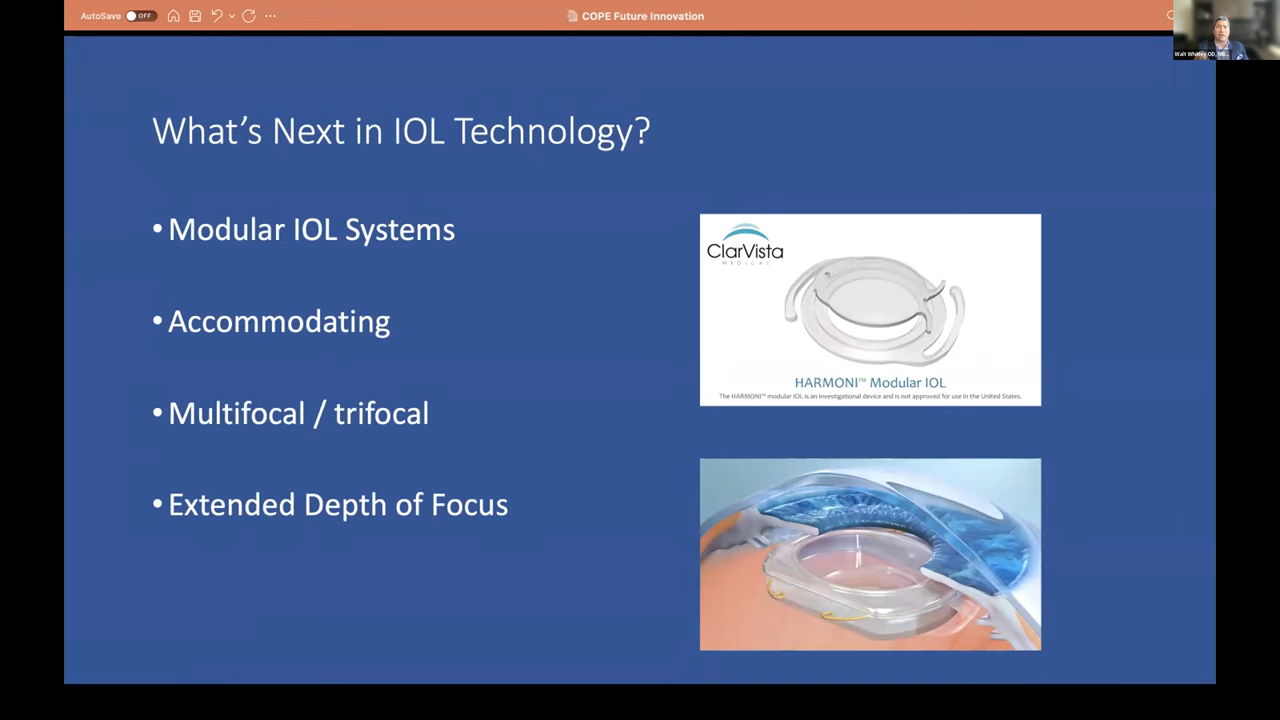 AutoSave OFF
COPE Future Innovation
What's Next in IOL Technology?
• Modular IOL Systems
• Accommodating
• Multifocal / trifocal
• Extended Depth of Focus
ClarVista
MEDICAL
HARMONI™ Modular IOL
The HARMONI™ modular IOL is an investigational device and is not approved for use in the United States.